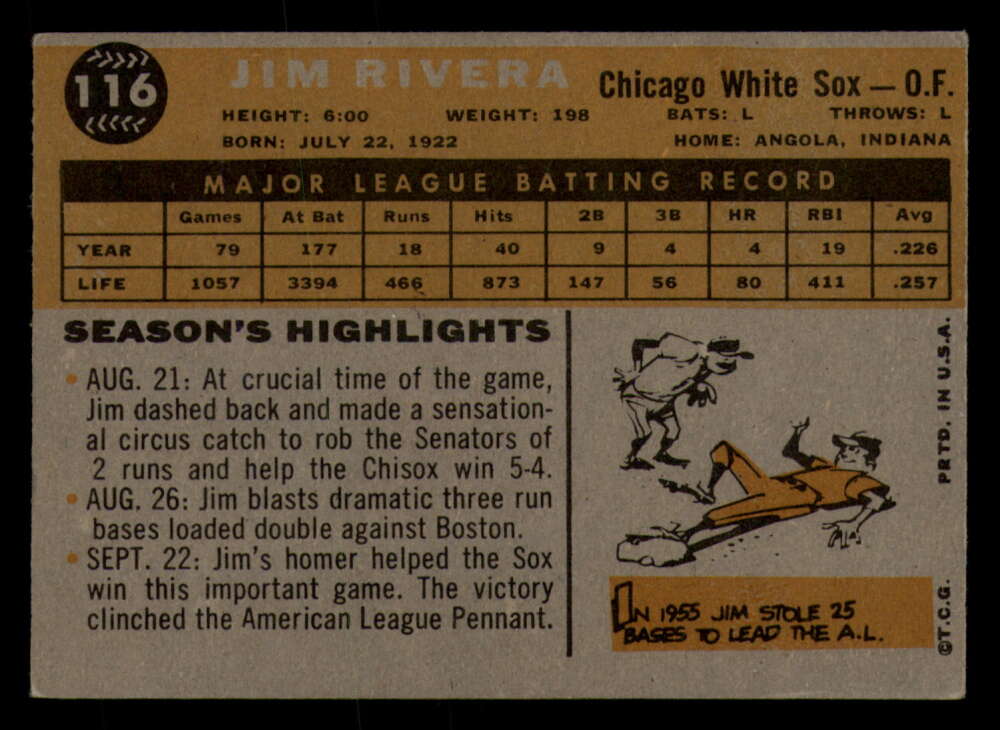 116
JIM RIVERA
Chicago White Sox — O.F.
HEIGHT: 6:00 WEIGHT: 198 BATS: L THROWS: L
BORN: JULY 22, 1922 HOME: ANGOLA, INDIANA
MAJOR LEAGUE BATTING RECORD
Games At Bat Runs Hits 2B 3B HR RBI Avg
YEAR 79 177 18 40 9 4 4 19 .226
LIFE 1057 3394 466 873 147 56 80 411 .257
SEASON'S HIGHLIGHTS
• AUG. 21: At crucial time of the game,
Jim dashed back and made a sensation-
al circus catch to rob the Senators of
2 runs and help the Chisox win 5-4.
• AUG. 26: Jim blasts dramatic three run
bases loaded double against Boston.
• SEPT. 22: Jim's homer helped the Sox
win this important game. The victory
clinched the American League Pennant.
IN 1955 JIM STOLE 25
BASES TO LEAD THE A.L.
PRTD. IN U.S.A.
©T.C.G.